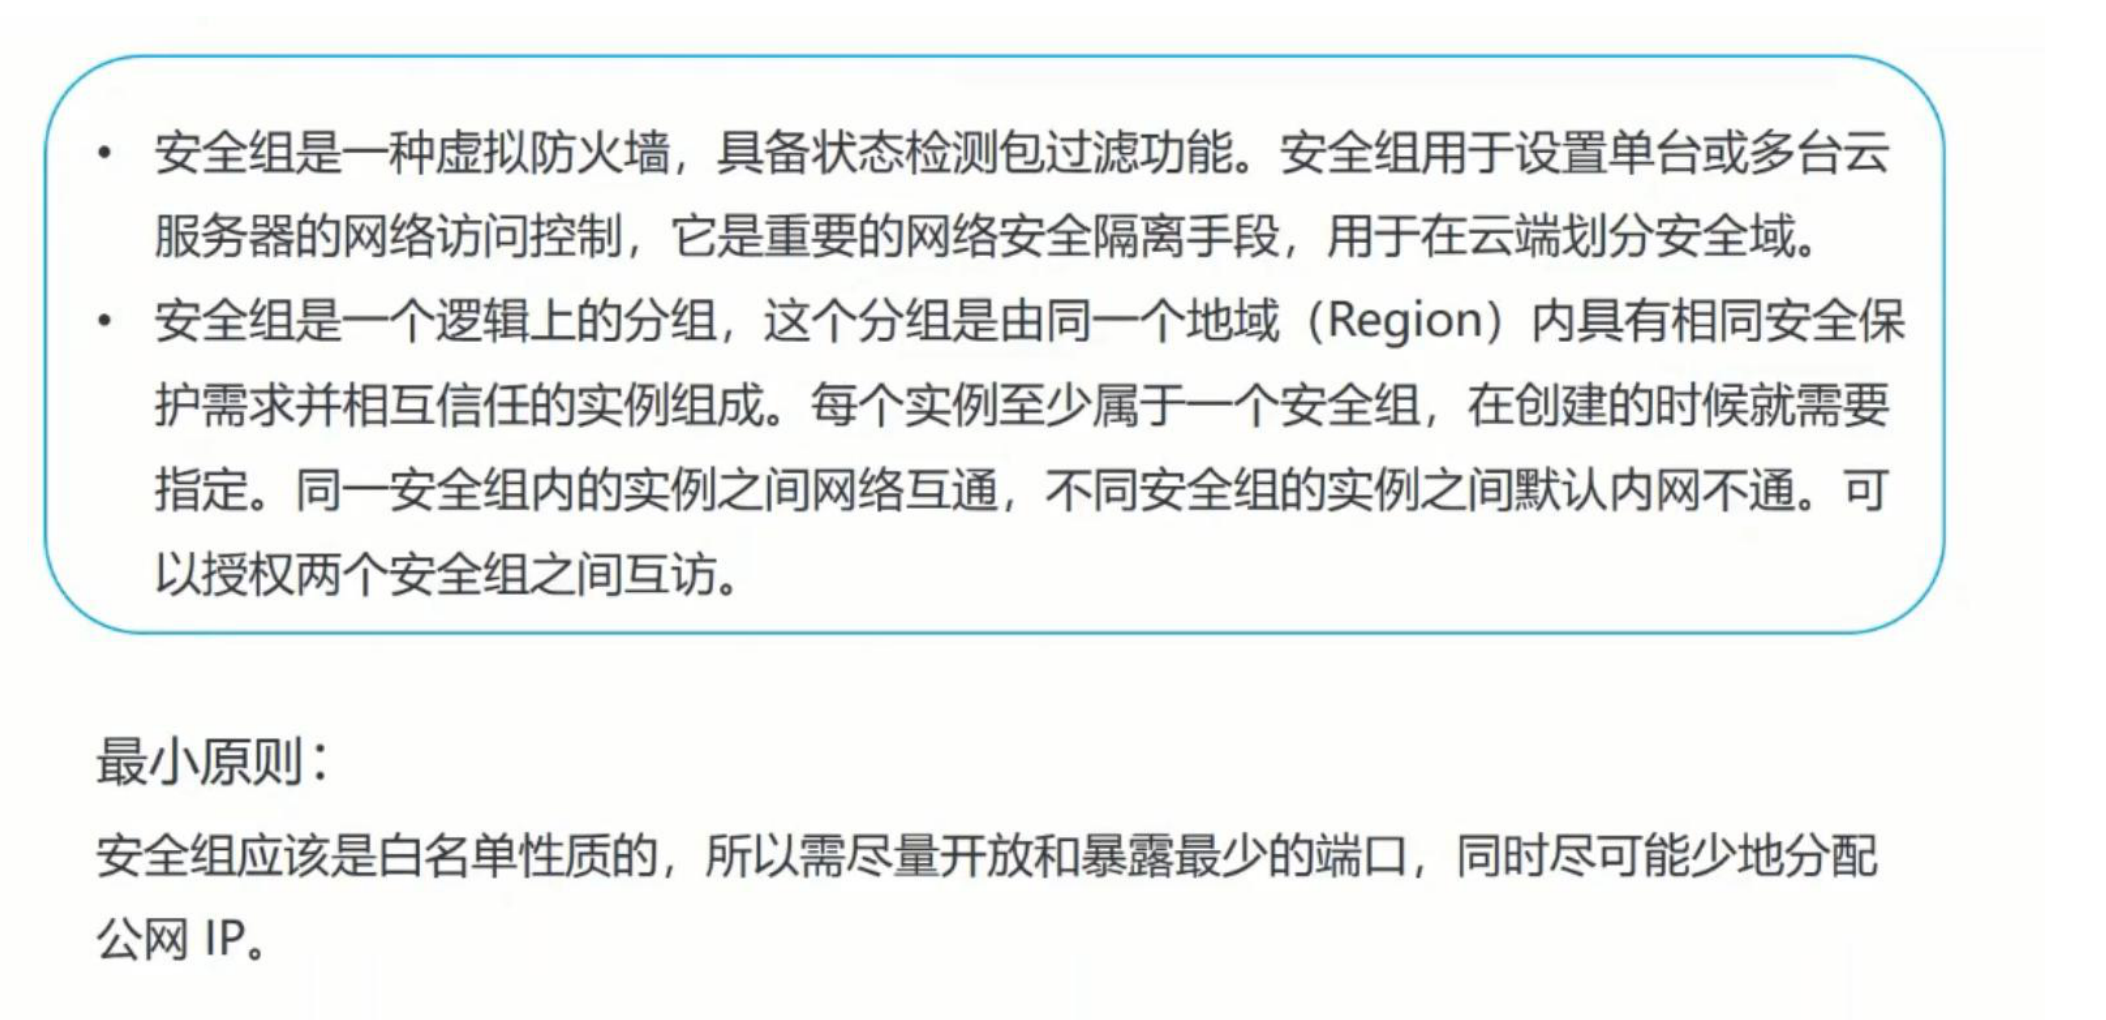 • 安全组是一种虚拟防火墙，具备状态检测包过滤功能。安全组用于设置单台或多台云
服务器的网络访问控制，它是重要的网络安全隔离手段，用于在云端划分安全域。
• 安全组是一个逻辑上的分组，这个分组是由同一个地域（Region）内具有相同安全保
护需求并相互信任的实例组成。每个实例至少属于一个安全组，在创建的时候就需要
指定。同一安全组内的实例之间网络互通，不同安全组的实例之间默认内网不通。可
以授权两个安全组之间互访。
最小原则：
安全组应该是白名单性质的，所以需尽量开放和暴露最少的端口，同时尽可能少地分配
公网 IP。